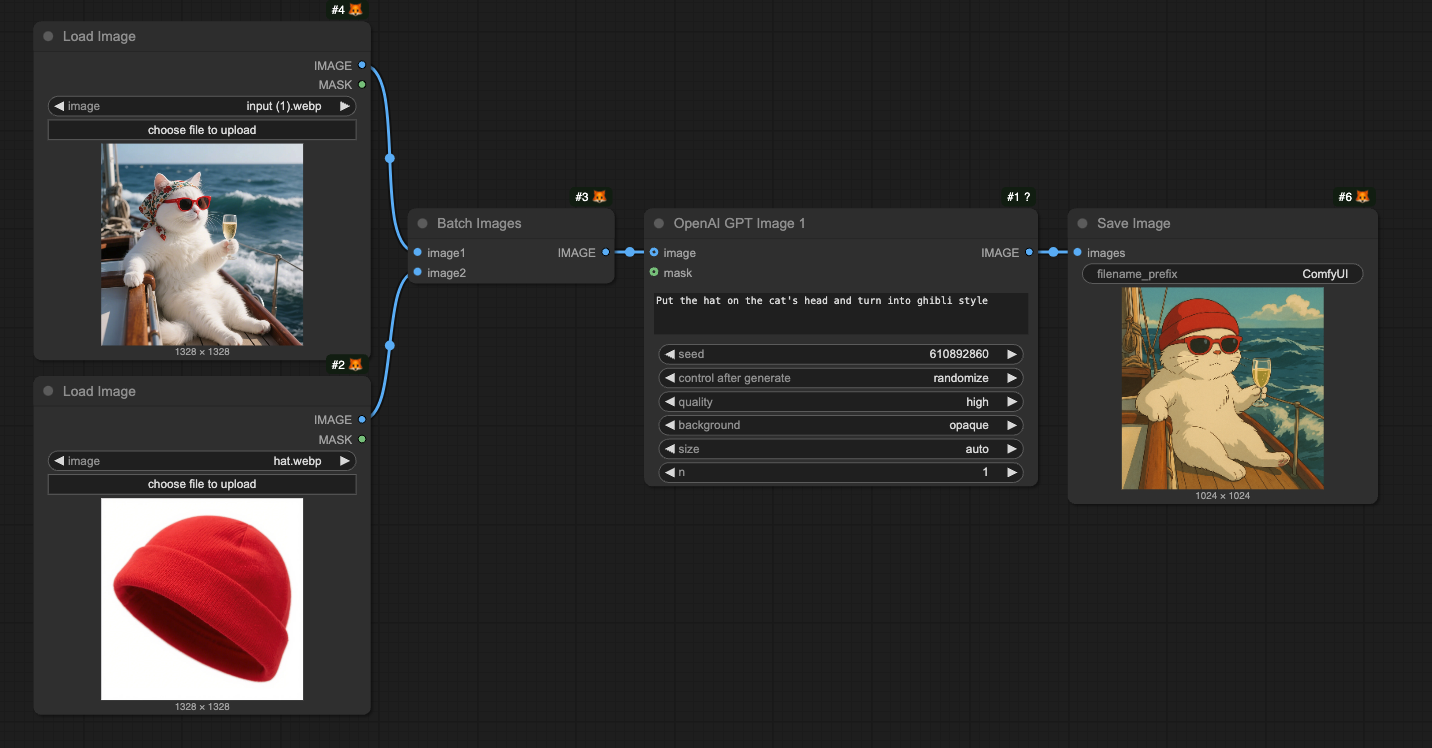 #4
Load Image
IMAGE
MASK
image input (1).webp
choose file to upload
1328 × 1328
#2
Load Image
IMAGE
MASK
image hat.webp
choose file to upload
1328 × 1328
#3
Batch Images
image1 IMAGE
image2
#1 ?
OpenAI GPT Image 1
image IMAGE
mask
Put the hat on the cat's head and turn into ghibli style
seed 610892860
control after generate randomize
quality high
background opaque
size auto
n 1
#6
Save Image
images
filename_prefix ComfyUI
1024 × 1024